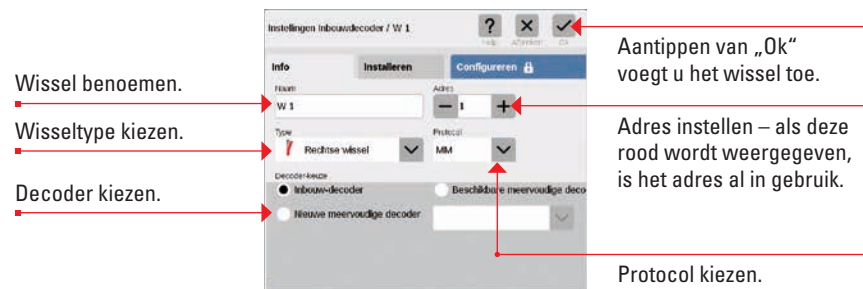 Instellingen Inbouwdecoder / W 1
?
Help
Afbreken
Ok
Aantippen van „Ok“
voegt u het wissel toe.
Info
Installeren
Configureren
Wissel benoemen.
Naam
Adres
W 1
1
Adres instellen – als deze
rood wordt weergegeven,
is het adres al in gebruik.
Wisseltype kiezen.
Type
Protocol
Rechtse wissel
MM
Decoder kiezen.
Decoder-keuze
Inbouw-decoder
Beschikbare meervoudige deco
Nieuwe meervoudige decoder
Protocol kiezen.